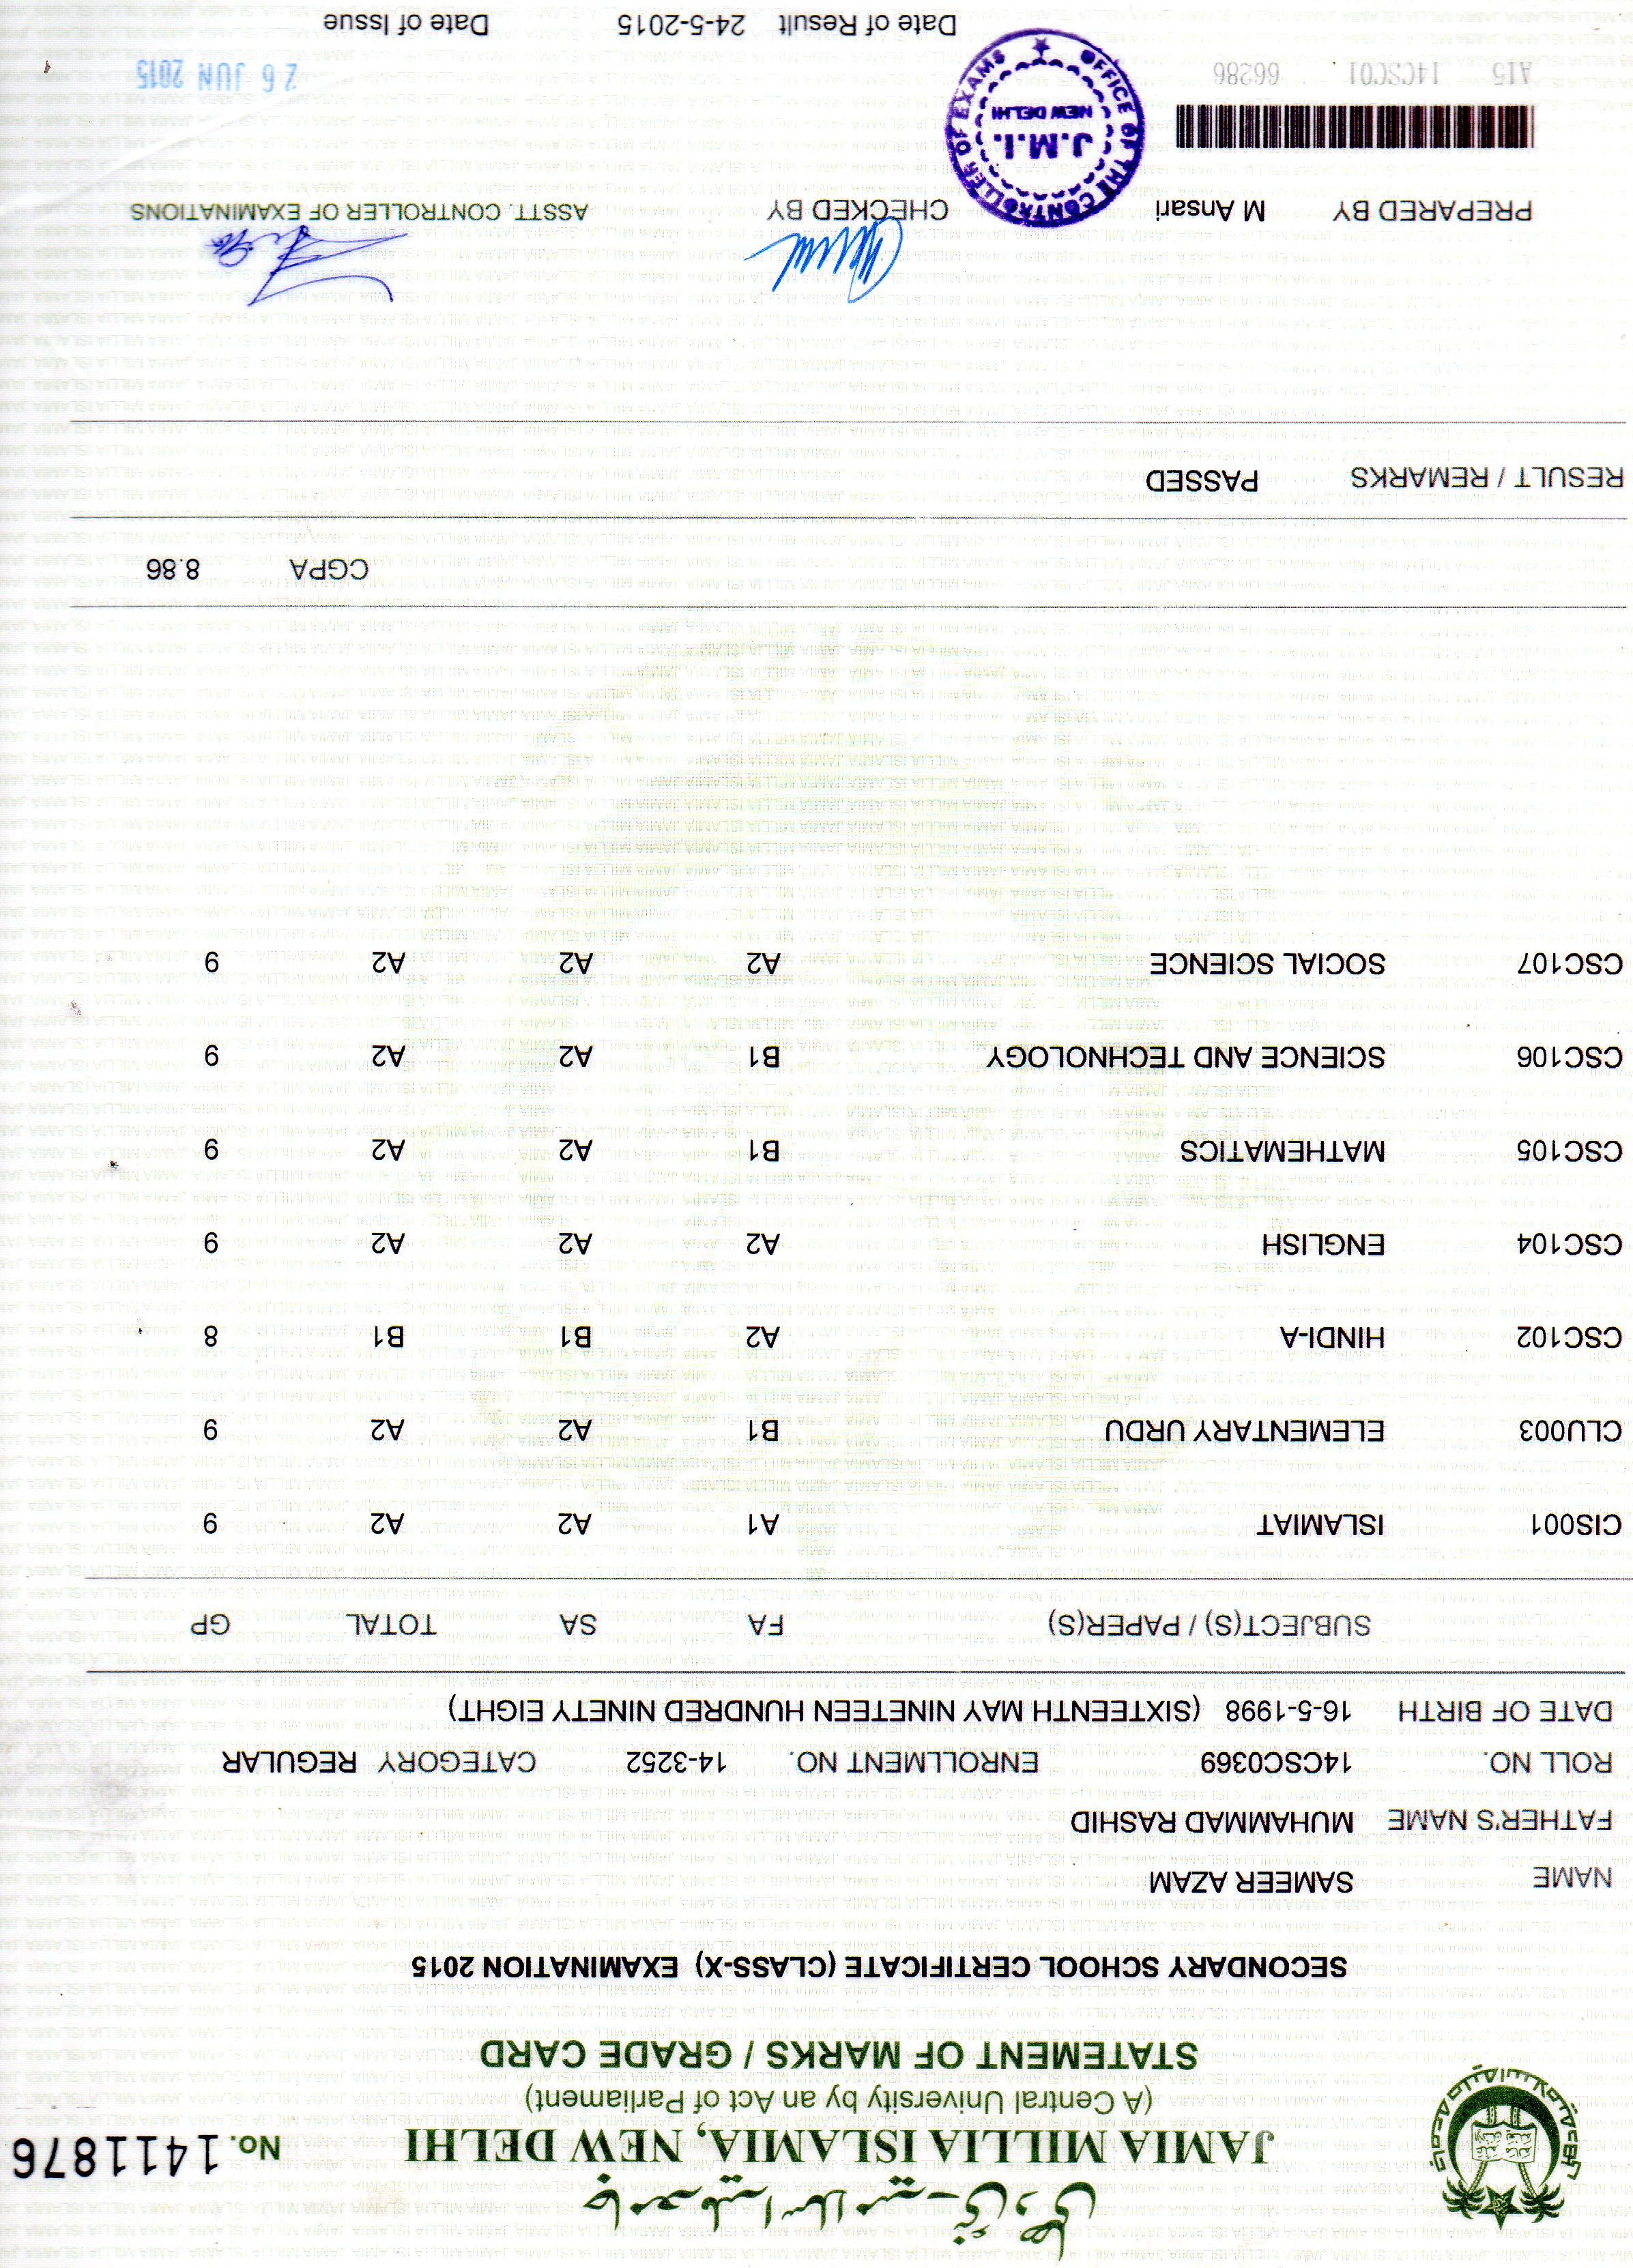 جامعہ ملیہ اسلامیہ ۔ نئی دھلی
JAMIA MILLIA ISLAMIA, NEW DELHI
No. 1411876
(A Central University by an Act of Parliament)
STATEMENT OF MARKS / GRADE CARD
SECONDARY SCHOOL CERTIFICATE (CLASS-X) EXAMINATION 2015
NAME SAMEER AZAM
FATHER'S NAME MUHAMMAD RASHID
ROLL NO. 14CSC0369 ENROLLMENT NO. 14-3252 CATEGORY REGULAR
DATE OF BIRTH 16-5-1998 (SIXTEENTH MAY NINETEEN HUNDRED NINETY EIGHT)
SUBJECT(S) / PAPER(S) FA SA TOTAL GP
CIS001 ISLAMIAT A1 A2 A2 9
CLU003 ELEMENTARY URDU B1 A2 A2 9
CSC102 HINDI-A A2 B1 B1 8
CSC104 ENGLISH A2 A2 A2 9
CSC105 MATHEMATICS B1 A2 A2 9
CSC106 SCIENCE AND TECHNOLOGY B1 A2 A2 9
CSC107 SOCIAL SCIENCE A2 A2 A2 9
CGPA 8.86
RESULT / REMARKS PASSED
PREPARED BY M Ansari CHECKED BY ASSTT. CONTROLLER OF EXAMINATIONS
OFFICE OF THE CONTROLLER OF EXAMS
J.M.I.
NEW DELHI
A15 14CSC01 . 66286
26 JUN 2015
Date of Result 24-5-2015 Date of Issue